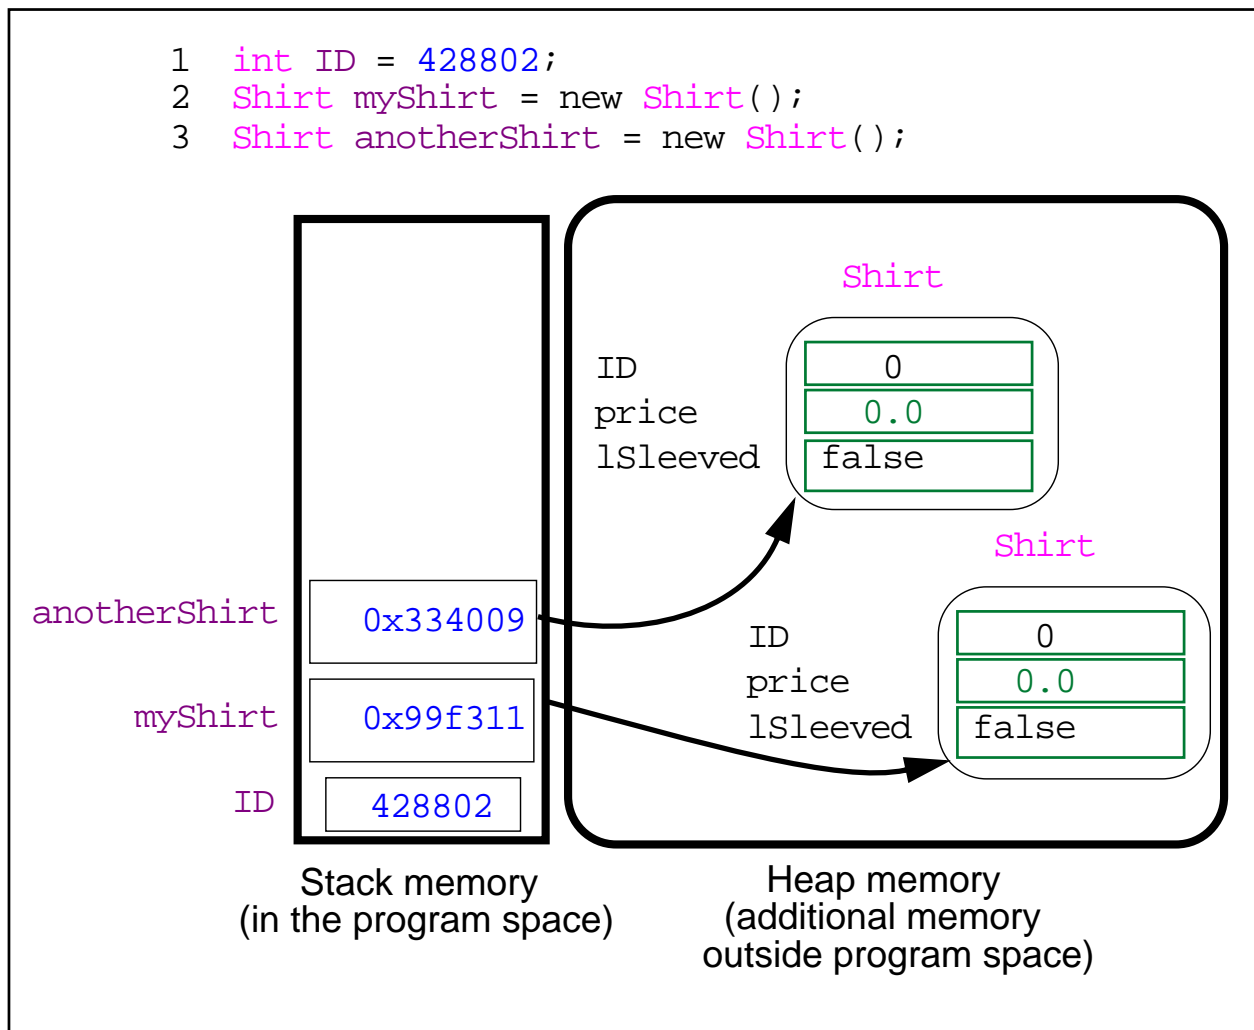 1 int ID = 428802;
2 Shirt myShirt = new Shirt();
3 Shirt anotherShirt = new Shirt();
Shirt
ID 0
price 0.0
lSleeved false
Shirt
anotherShirt 0x334009
ID 0
price 0.0
lSleeved false
myShirt 0x99f311
ID 428802
Stack memory
(in the program space)
Heap memory
(additional memory
outside program space)